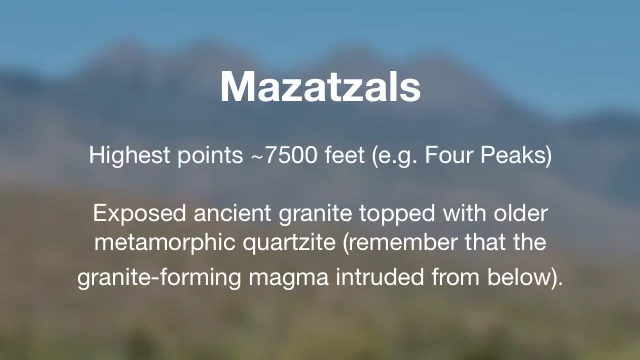 Mazatzals
Highest points ~7500 feet (e.g. Four Peaks)
Exposed ancient granite topped with older
metamorphic quartzite (remember that the
granite-forming magma intruded from below).